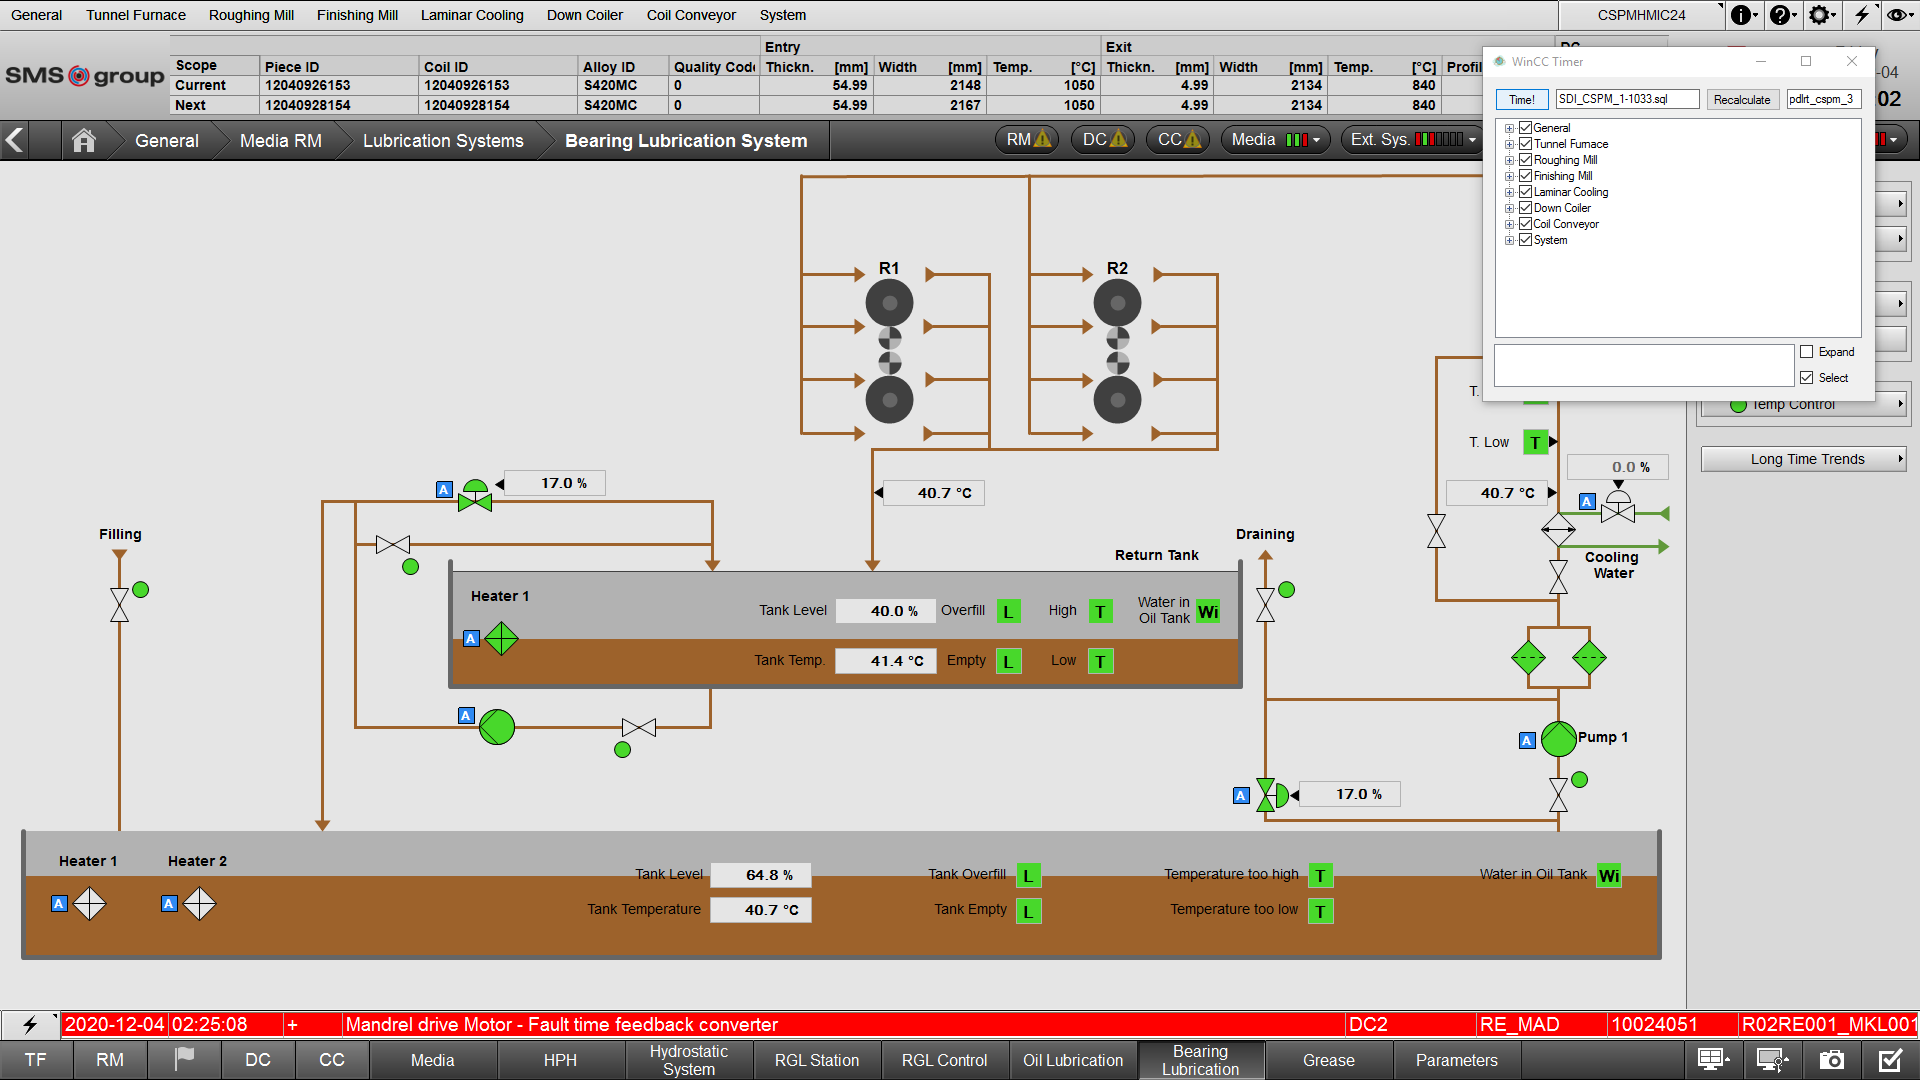 General Tunnel Furnace Roughing Mill Finishing Mill Laminar Cooling Down Coiler Coil Conveyor System CSPMHMIC24
SMS group
Entry Exit
Scope Piece ID Coil ID Alloy ID Quality Code Thickn. [mm] Width [mm] Temp. [°C] Thickn. [mm] Width [mm] Temp. [°C] Profil
Current 12040926153 12040926153 S420MC 0 54.99 2148 1050 4.99 2134 840
Next 12040928154 12040928154 S420MC 0 54.99 2167 1050 4.99 2134 840
-04
02
General Media RM Lubrication Systems Bearing Lubrication System RM DC CC Media Ext. Sys.
WinCC Timer
Time! SDI_CSPM_1-1033.sql Recalculate pdlrt_cspm_3
General
Tunnel Furnace
Roughing Mill
Finishing Mill
Laminar Cooling
Down Coiler
Coil Conveyor
System
Expand
Select
Temp Control
Long Time Trends
R1 R2
T.
T. Low T
0.0 %
A 17.0 %
40.7 °C
40.7 °C
A
Filling
Draining
Cooling
Water
Return Tank
Heater 1
A
Tank Level 40.0 % Overfill L High T Water in
Oil Tank Wi
Tank Temp. 41.4 °C Empty L Low T
A
A Pump 1
A 17.0 %
Heater 1 Heater 2
A A
Tank Level 64.8 % Tank Overfill L Temperature too high T Water in Oil Tank Wi
Tank Temperature 40.7 °C Tank Empty L Temperature too low T
2020-12-04 02:25:08 + Mandrel drive Motor - Fault time feedback converter DC2 RE_MAD 10024051 R02RE001_MKL001
TF RM DC CC Media HPH Hydrostatic
System RGL Station RGL Control Oil Lubrication Bearing
Lubrication Grease Parameters